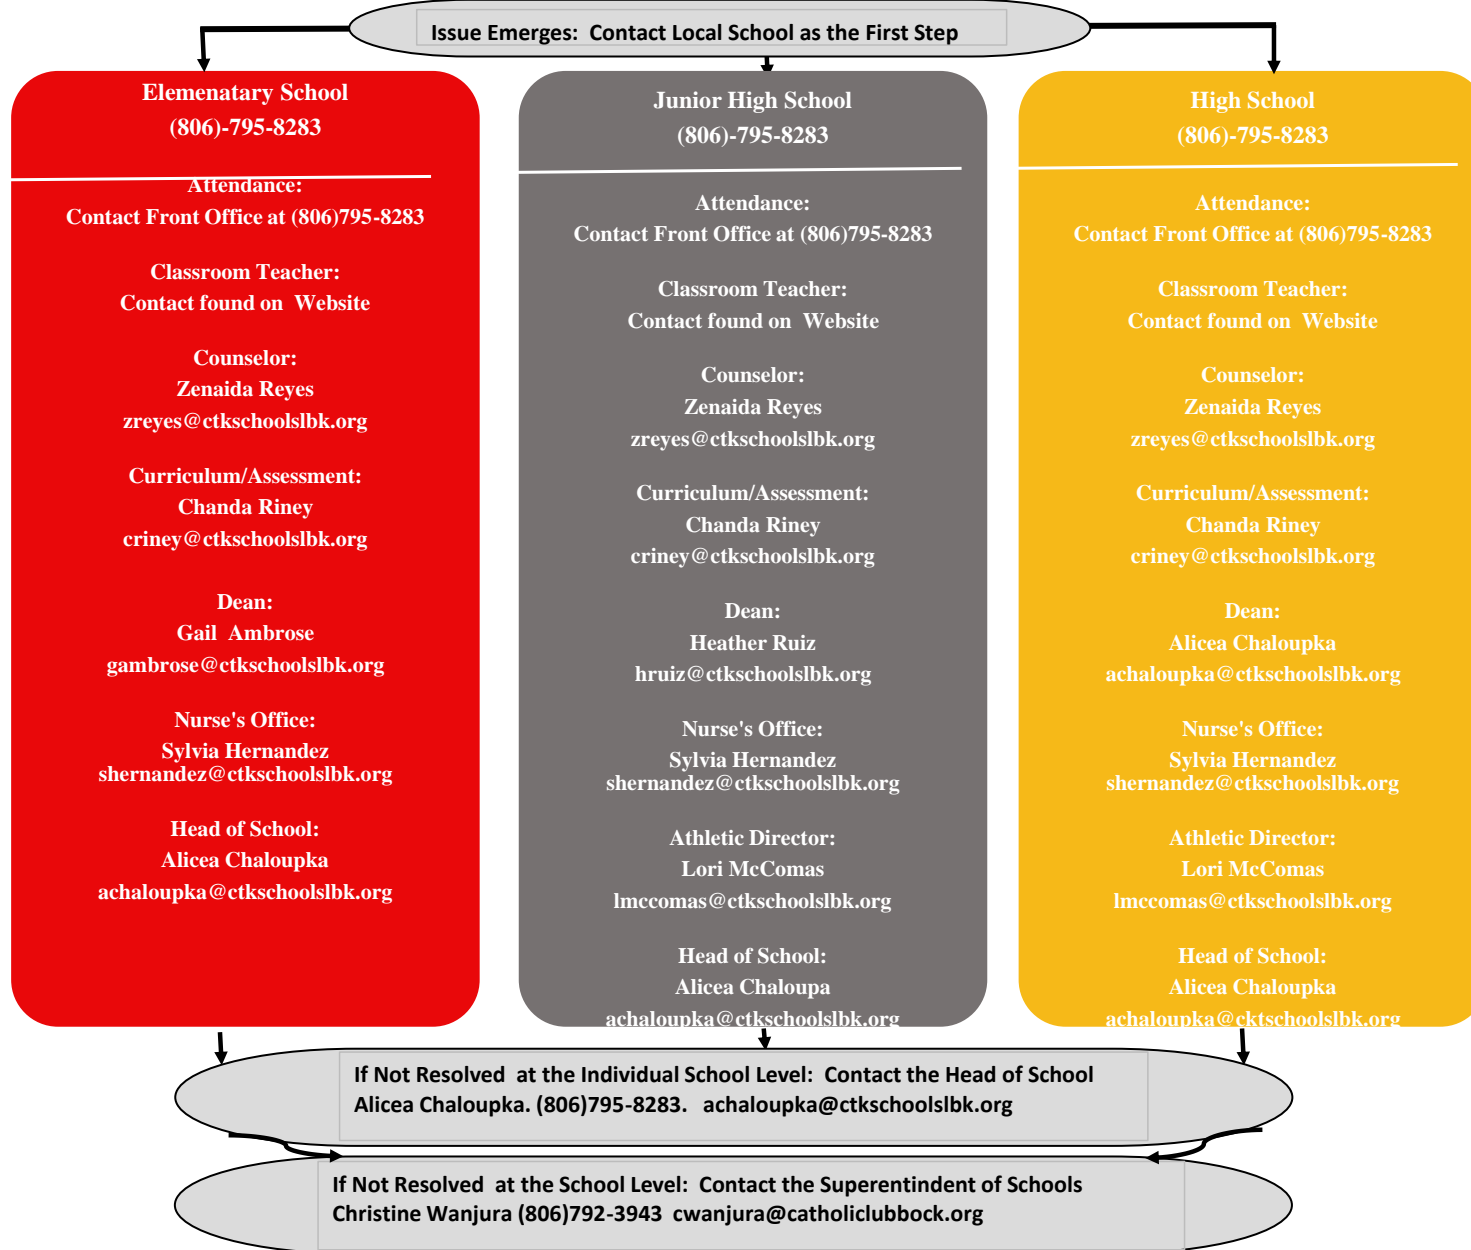 Issue Emerges:  Contact Local School as the First Step
Elemenatary School
(806)-795-8283
Attendance:
Contact Front Office at (806)795-8283
Classroom Teacher:
Contact found on  Website
Counselor:
Zenaida Reyes
zreyes@ctkschoolslbk.org
Curriculum/Assessment:
Chanda Riney
criney@ctkschoolslbk.org
Dean:
Gail  Ambrose
gambrose@ctkschoolslbk.org
Nurse's Office:
Sylvia Hernandez
shernandez@ctkschoolslbk.org
Head of School:
Alicea Chaloupka
achaloupka@ctkschoolslbk.org
Junior High School
(806)-795-8283
Attendance:
Contact Front Office at (806)795-8283
Classroom Teacher:
Contact found on  Website
Counselor:
Zenaida Reyes
zreyes@ctkschoolslbk.org
Curriculum/Assessment:
Chanda Riney
criney@ctkschoolslbk.org
Dean:
Heather Ruiz
hruiz@ctkschoolslbk.org
Nurse's Office:
Sylvia Hernandez
shernandez@ctkschoolslbk.org
Athletic Director:
Lori McComas
lmccomas@ctkschoolslbk.org
Head of School:
Alicea Chaloupa
achaloupka@ctkschoolslbk.org
High School
(806)-795-8283
Attendance:
Contact Front Office at (806)795-8283
Classroom Teacher:
Contact found on  Website
Counselor:
Zenaida Reyes
zreyes@ctkschoolslbk.org
Curriculum/Assessment:
Chanda Riney
criney@ctkschoolslbk.org
Dean:
Alicea Chaloupka
achaloupka@ctkschoolslbk.org
Nurse's Office:
Sylvia Hernandez
shernandez@ctkschoolslbk.org
Athletic Director:
Lori McComas
lmccomas@ctkschoolslbk.org
Head of School:
Alicea Chaloupka
achaloupka@cktschoolslbk.org
If Not Resolved  at the Individual School Level:  Contact the Head of School
Alicea Chaloupka. (806)795-8283.   achaloupka@ctkschoolslbk.org
If Not Resolved  at the School Level:  Contact the Superentindent of Schools
Christine Wanjura (806)792-3943  cwanjura@catholiclubbock.org